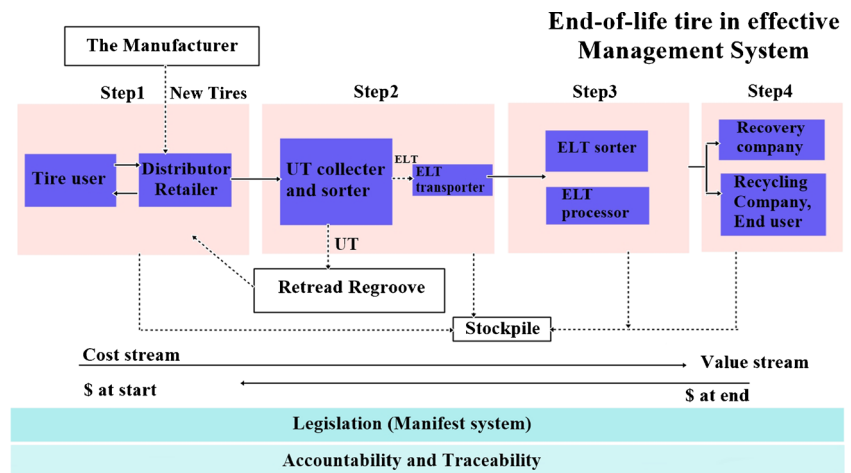 End-of-life tire in effective
Management System
The Manufacturer
Step1
New Tires
Step2
Step3
Step4
Tire user
Distributor
Retailer
UT collecter
and sorter
ELT
ELT
transporter
ELT sorter
ELT
processor
Recovery
company
Recycling
Company,
End user
UT
Retread Regroove
Stockpile
Cost stream
Value stream
$ at start
$ at end
Legislation (Manifest system)
Accountability and Traceability